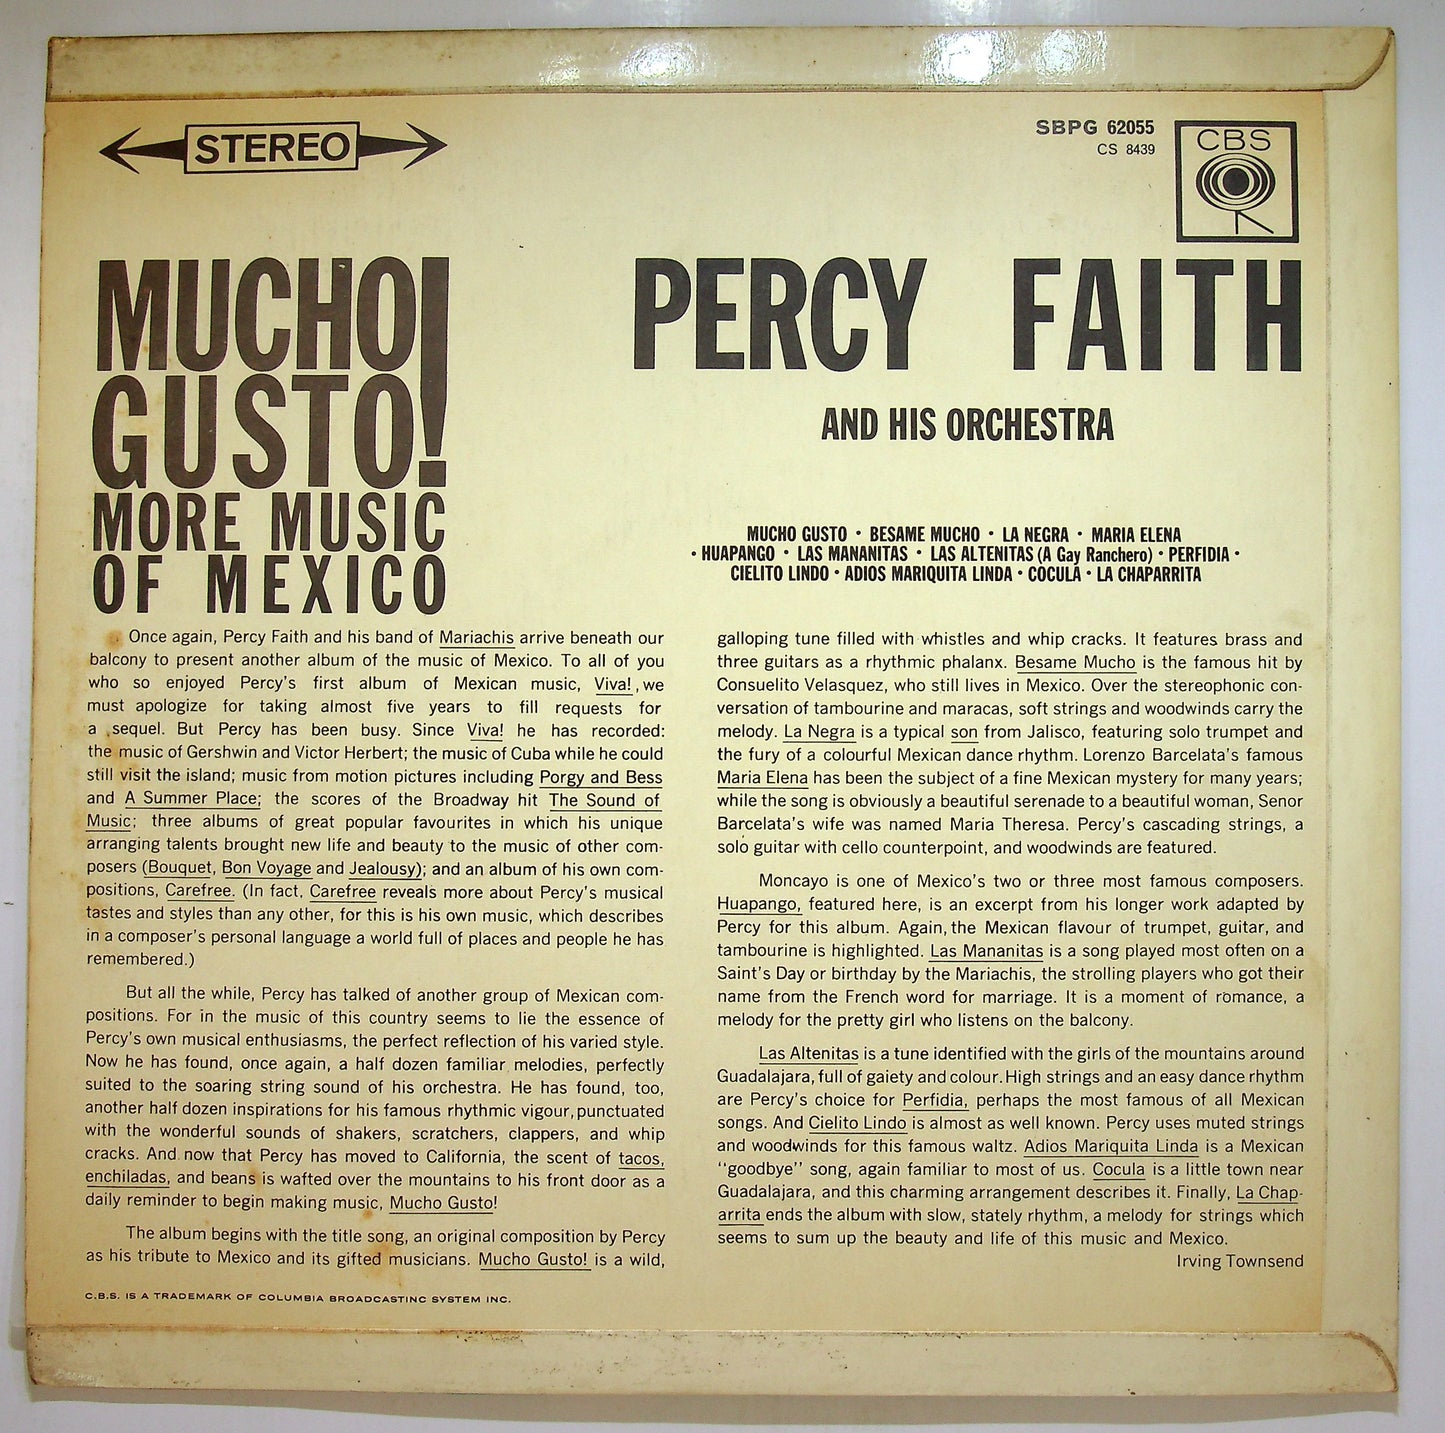 STEREO
SBPG 62055
CS 8439
CBS
MUCHO
GUSTO!
MORE MUSIC
OF MEXICO
PERCY FAITH
AND HIS ORCHESTRA
MUCHO GUSTO • BESAME MUCHO • LA NEGRA • MARIA ELENA
• HUAPANGO • LAS MANANITAS • LAS ALTENITAS (A Gay Ranchero) • PERFIDIA •
CIELITO LINDO • ADIOS MARIQUITA LINDA • COCULA • LA CHAPARRITA
Once again, Percy Faith and his band of Mariachis arrive beneath our
balcony to present another album of the music of Mexico. To all of you
who so enjoyed Percy's first album of Mexican music, Viva!, we
must apologize for taking almost five years to fill requests for
a sequel. But Percy has been busy. Since Viva! he has recorded:
the music of Gershwin and Victor Herbert; the music of Cuba while he could
still visit the island; music from motion pictures including Porgy and Bess
and A Summer Place; the scores of the Broadway hit The Sound of
Music; three albums of great popular favourites in which his unique
arranging talents brought new life and beauty to the music of other com-
posers (Bouquet, Bon Voyage and Jealousy); and an album of his own com-
positions, Carefree. (In fact, Carefree reveals more about Percy's musical
tastes and styles than any other, for this is his own music, which describes
in a composer's personal language a world full of places and people he has
remembered.)
But all the while, Percy has talked of another group of Mexican com-
positions. For in the music of this country seems to lie the essence of
Percy's own musical enthusiasms, the perfect reflection of his varied style.
Now he has found, once again, a half dozen familiar melodies, perfectly
suited to the soaring string sound of his orchestra. He has found, too,
another half dozen inspirations for his famous rhythmic vigour, punctuated
with the wonderful sounds of shakers, scratchers, clappers, and whip
cracks. And now that Percy has moved to California, the scent of tacos,
enchiladas, and beans is wafted over the mountains to his front door as a
daily reminder to begin making music, Mucho Gusto!
The album begins with the title song, an original composition by Percy
as his tribute to Mexico and its gifted musicians. Mucho Gusto! is a wild,
galloping tune filled with whistles and whip cracks. It features brass and
three guitars as a rhythmic phalanx. Besame Mucho is the famous hit by
Consuelito Velasquez, who still lives in Mexico. Over the stereophonic con-
versation of tambourine and maracas, soft strings and woodwinds carry the
melody. La Negra is a typical son from Jalisco, featuring solo trumpet and
the fury of a colourful Mexican dance rhythm. Lorenzo Barcelata's famous
Maria Elena has been the subject of a fine Mexican mystery for many years;
while the song is obviously a beautiful serenade to a beautiful woman, Senor
Barcelata's wife was named Maria Theresa. Percy's cascading strings, a
solo guitar with cello counterpoint, and woodwinds are featured.
Moncayo is one of Mexico's two or three most famous composers.
Huapango, featured here, is an excerpt from his longer work adapted by
Percy for this album. Again, the Mexican flavour of trumpet, guitar, and
tambourine is highlighted. Las Mananitas is a song played most often on a
Saint's Day or birthday by the Mariachis, the strolling players who got their
name from the French word for marriage. It is a moment of romance, a
melody for the pretty girl who listens on the balcony.
Las Altenitas is a tune identified with the girls of the mountains around
Guadalajara, full of gaiety and colour. High strings and an easy dance rhythm
are Percy's choice for Perfidia, perhaps the most famous of all Mexican
songs. And Cielito Lindo is almost as well known. Percy uses muted strings
and woodwinds for this famous waltz. Adios Mariquita Linda is a Mexican
"goodbye" song, again familiar to most of us. Cocula is a little town near
Guadalajara, and this charming arrangement describes it. Finally, La Chap-
arrita ends the album with slow, stately rhythm, a melody for strings which
seems to sum up the beauty and life of this music and Mexico.
Irving Townsend
C.B.S. IS A TRADEMARK OF COLUMBIA BROADCASTING SYSTEM INC.